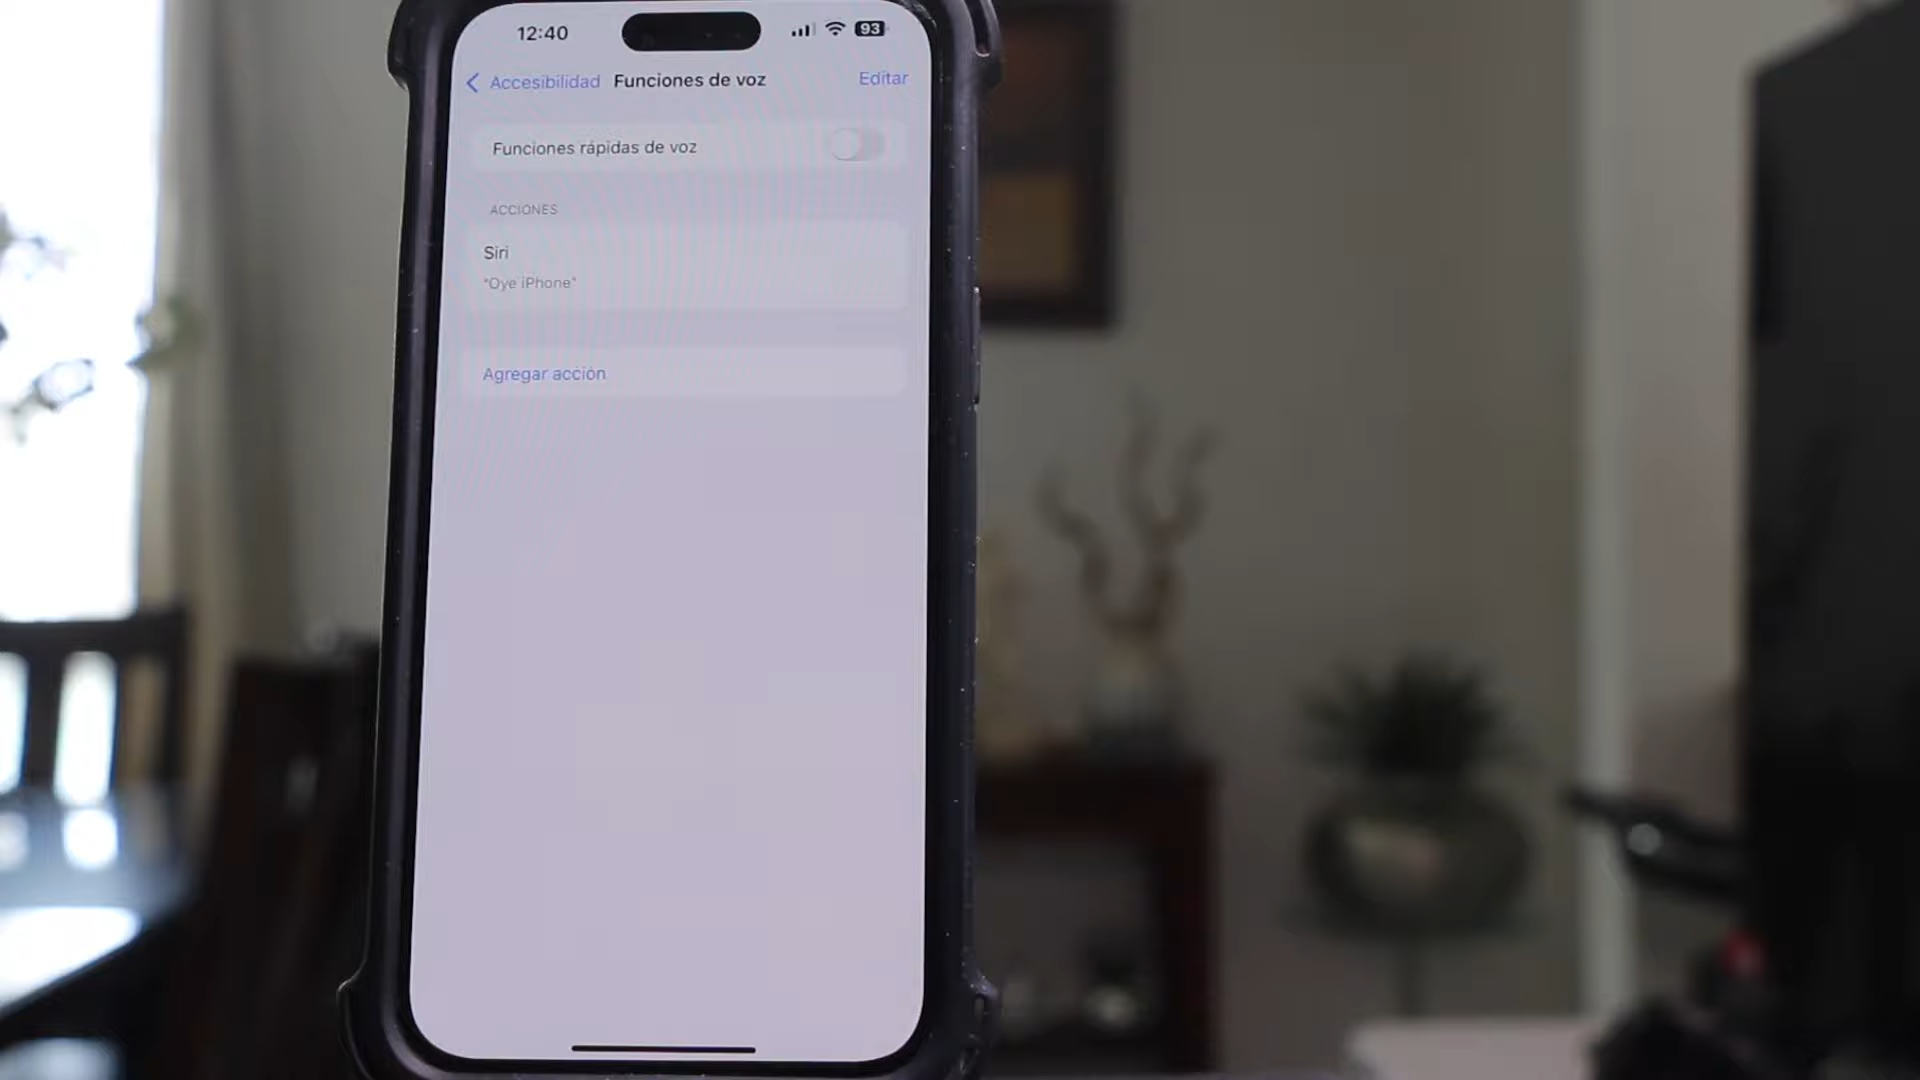 12:40
93
Accesibilidad Funciones de voz Editar
Funciones rápidas de voz
ACCIONES
Siri
"Oye iPhone"
Agregar acción